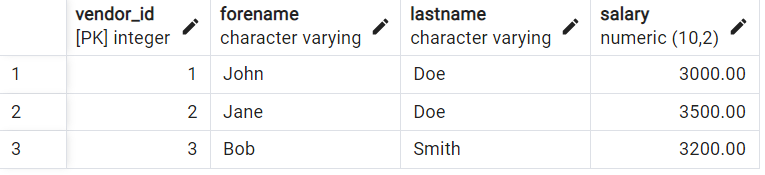 vendor_id forename lastname salary
[PK] integer character varying character varying numeric (10,2)
1 1 John Doe 3000.00
2 2 Jane Doe 3500.00
3 3 Bob Smith 3200.00